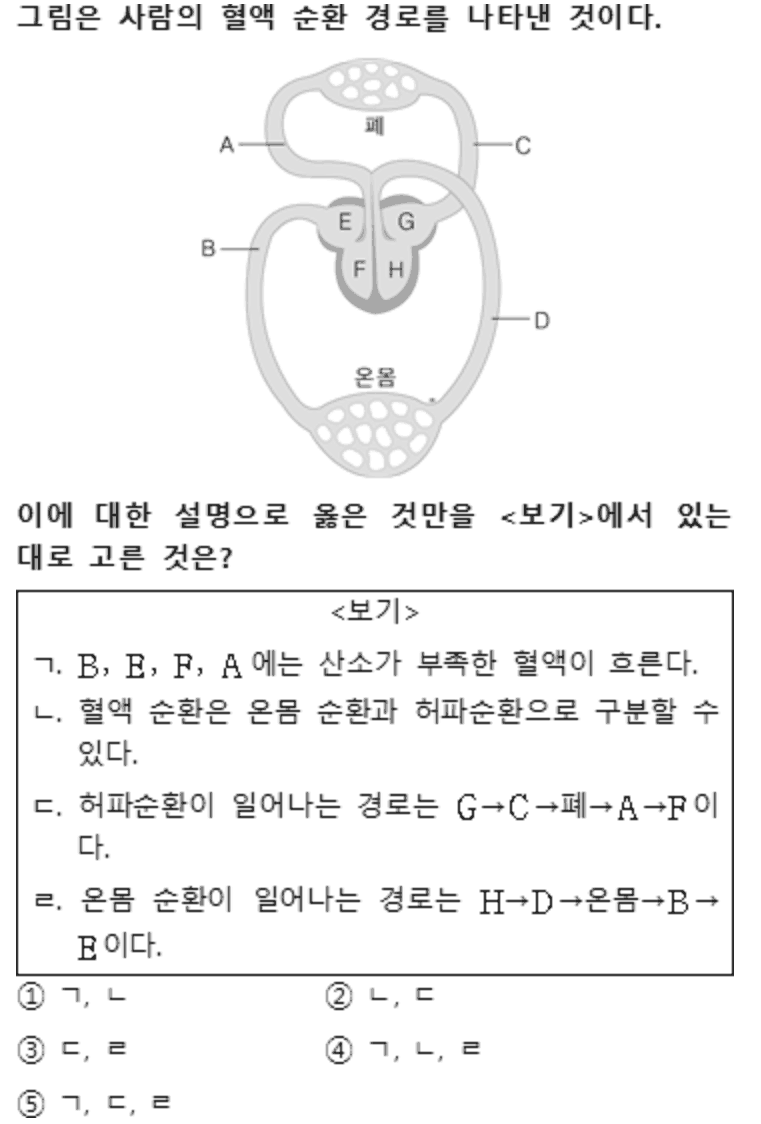 그림은 사람의 혈액 순환 경로를 나타낸 것이다.
폐
A
C
B
E
G
F
H
D
온몸
이에 대한 설명으로 옳은 것만을 <보기>에서 있는
대로 고른 것은?
<보기>
ㄱ. B, E, F, A에는 산소가 부족한 혈액이 흐른다.
ㄴ. 혈액 순환은 온몸 순환과 허파순환으로 구분할 수
있다.
ㄷ. 허파순환이 일어나는 경로는 G→C→폐→A→F이
다.
ㄹ. 온몸 순환이 일어나는 경로는 H→D→온몸→B→
E이다.
① ㄱ, ㄴ ② ㄴ, ㄷ
③ ㄷ, ㄹ ④ ㄱ, ㄴ, ㄹ
⑤ ㄱ, ㄷ, ㄹ